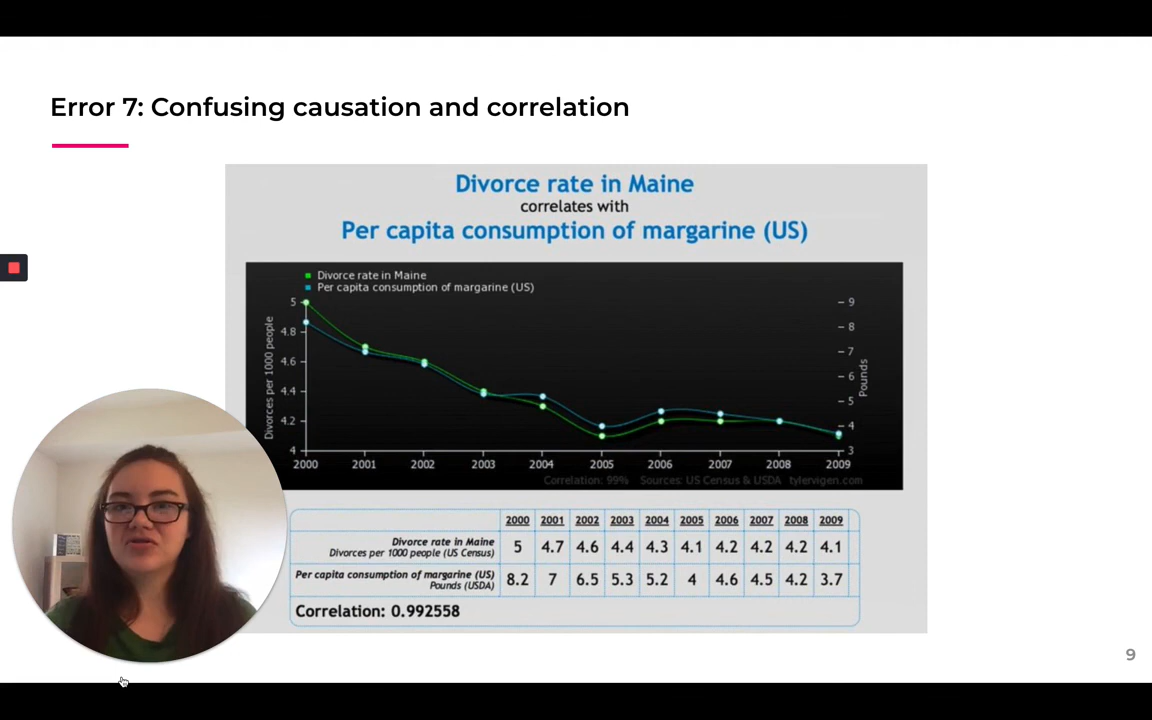 Error 7: Confusing causation and correlation
Divorce rate in Maine
correlates with
Per capita consumption of margarine (US)
Divorce rate in Maine
Per capita consumption of margarine (US)
5
4.8
4.6
4.4
4.2
4
Divorces per 1000 people
9
8
7
6
5
4
3
Pounds
2000 2001 2002 2003 2004 2005 2006 2007 2008 2009
Correlation: 99% Sources: US Census & USDA tylervigen.com
2000 2001 2002 2003 2004 2005 2006 2007 2008 2009
Divorce rate in Maine
Divorces per 1000 people (US Census)
5 4.7 4.6 4.4 4.3 4.1 4.2 4.2 4.2 4.1
Per capita consumption of margarine (US)
Pounds (USDA)
8.2 7 6.5 5.3 5.2 4 4.6 4.5 4.2 3.7
Correlation: 0.992558
9